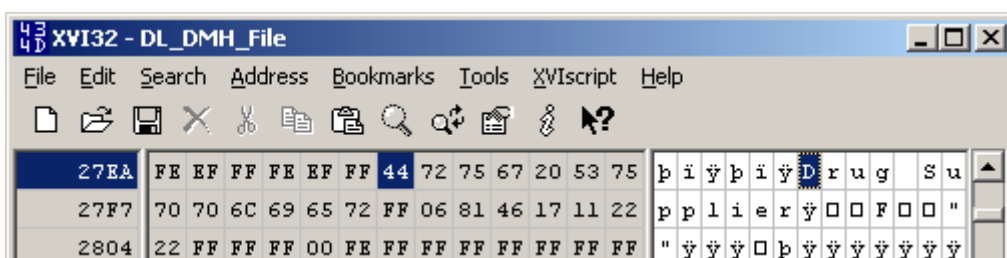 XVI32 - DL_DMH_File
File Edit Search Address Bookmarks Tools XVIscript Help
27EA FE EF FF FE EF FF 44 72 75 67 20 53 75 þ ï ÿ þ ï ÿ D r u g S u
27F7 70 70 6C 69 65 72 FF 06 81 46 17 11 22 p p l i e r ÿ □ □ F □ □ "
2804 22 FF FF FF 00 FE FF FF FF FF FF FF FF " ÿ ÿ ÿ □ þ ÿ ÿ ÿ ÿ ÿ ÿ ÿ